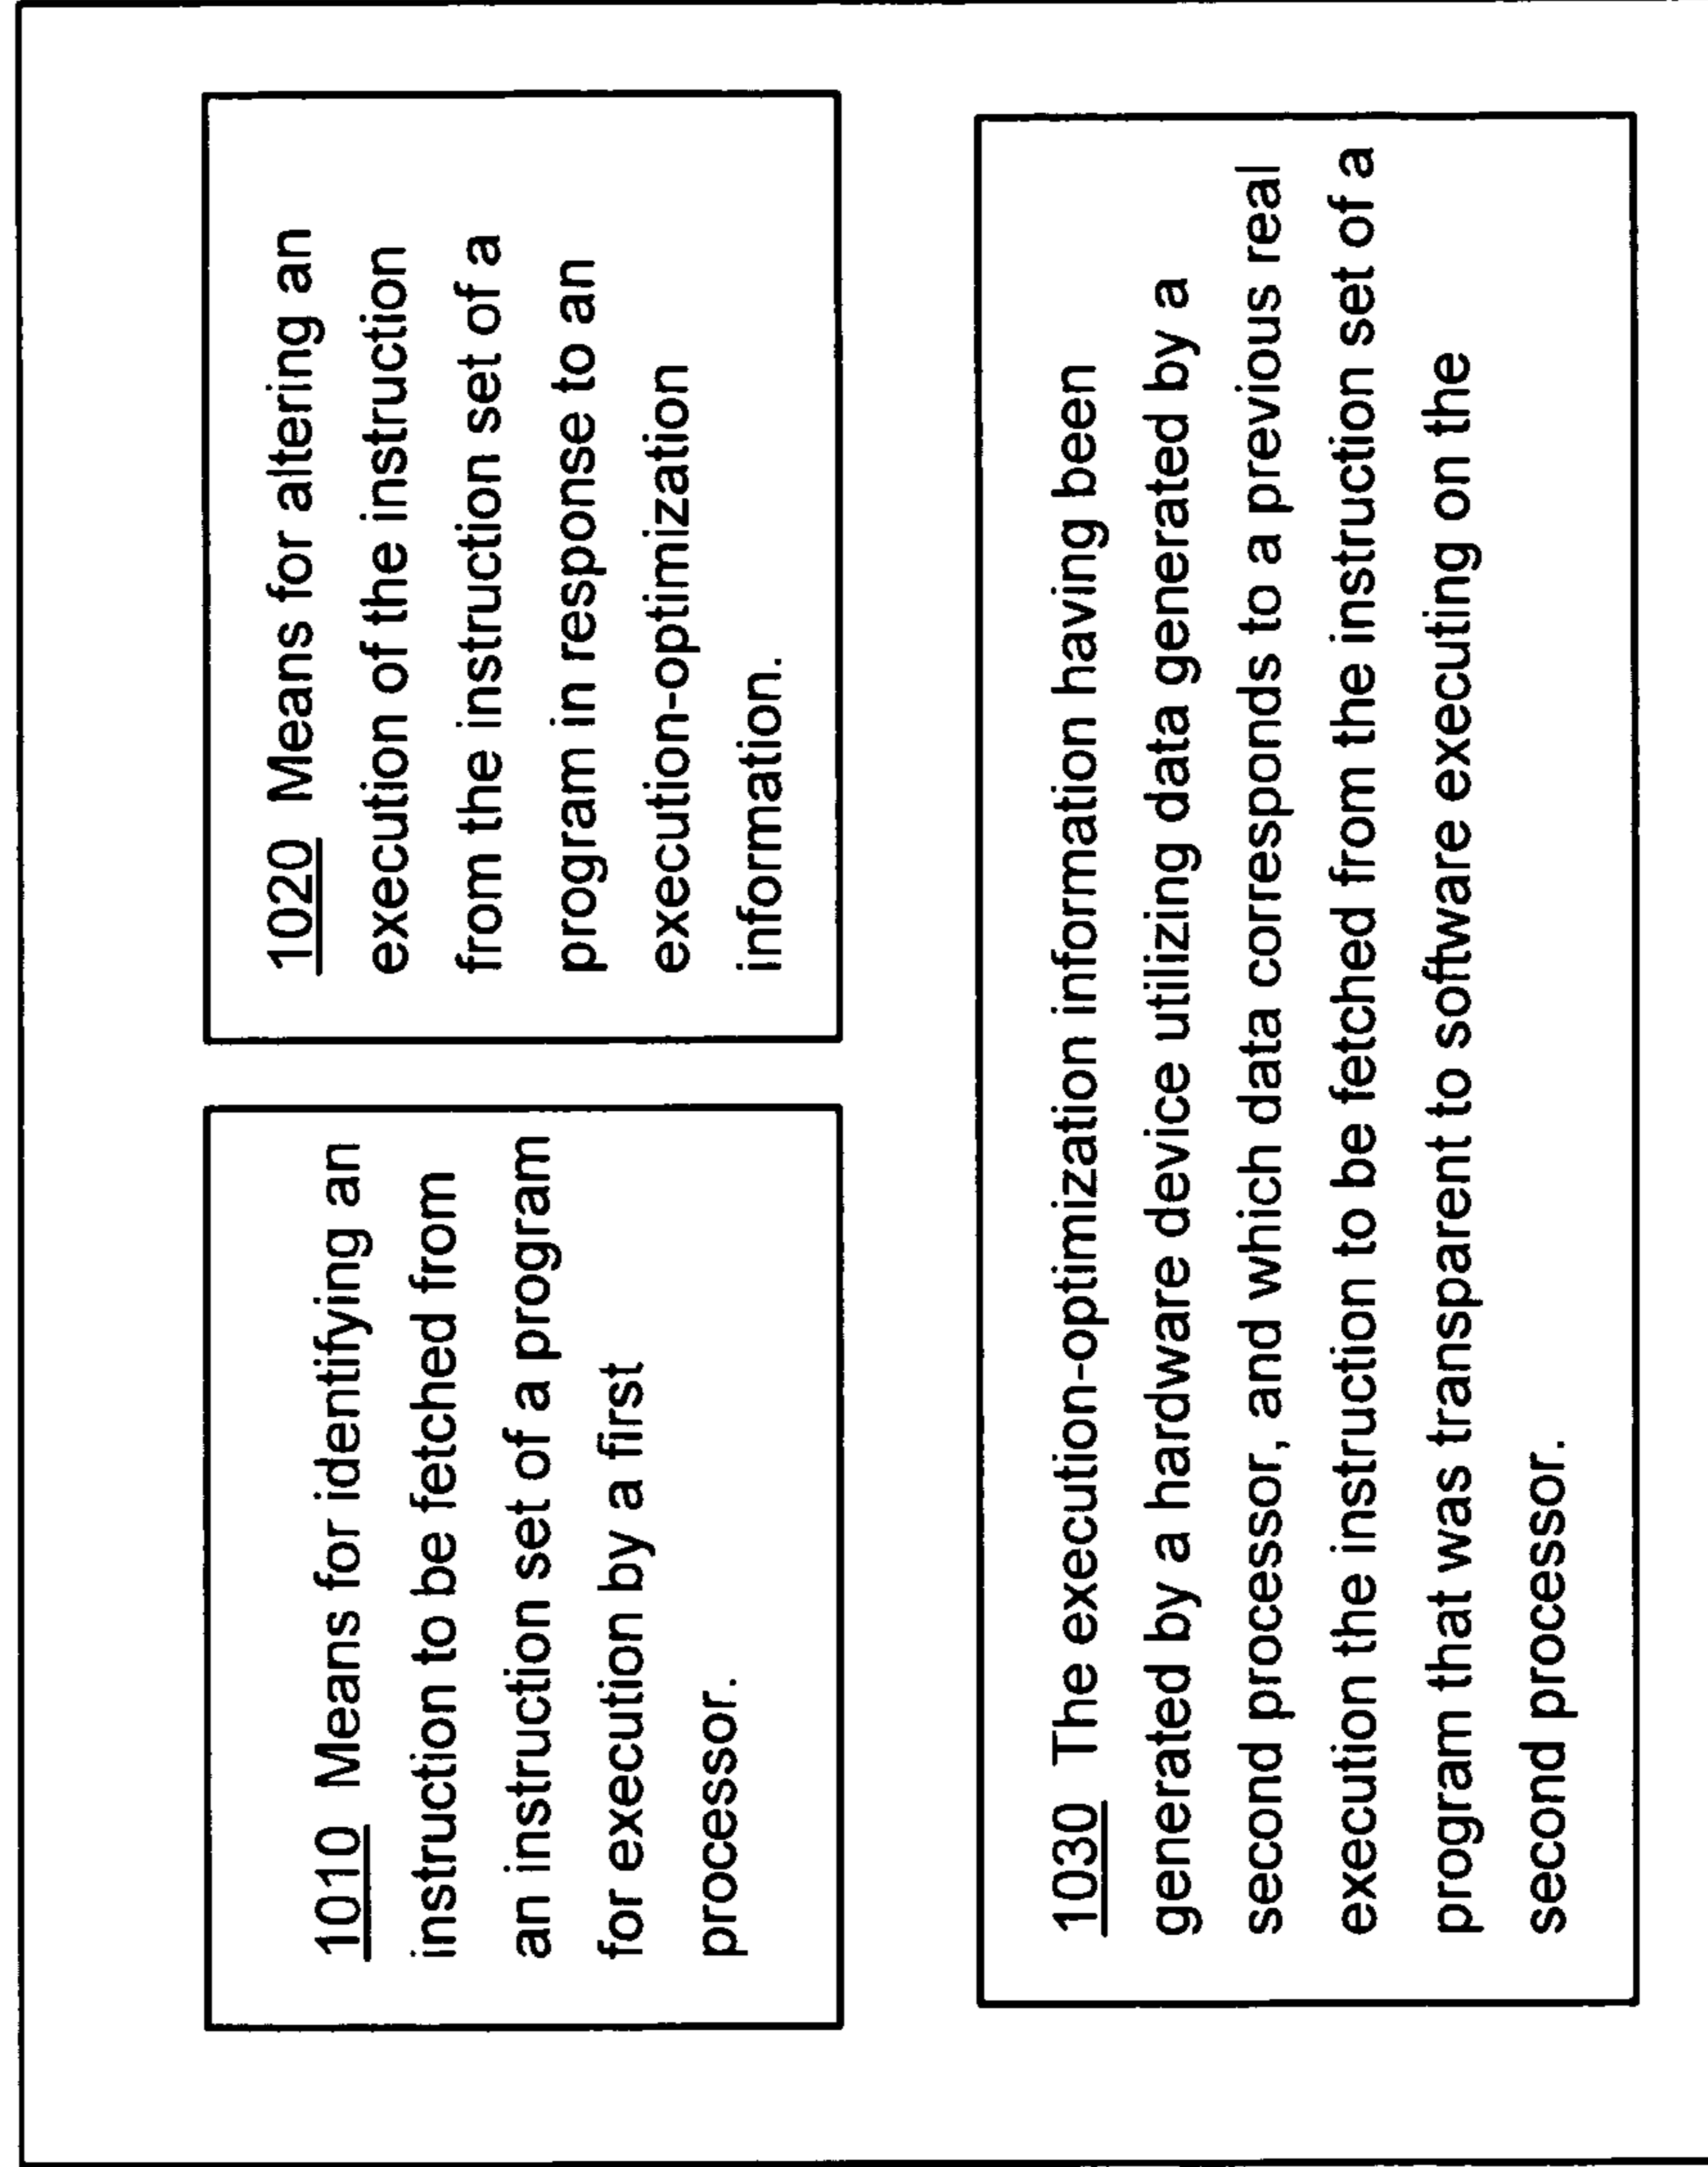 1010 Means for identifying an
instruction to be fetched from
an instruction set of a program
for execution by a first
processor.
1020 Means for altering an
execution of the instruction
from the instruction set of a
program in response to an
execution-optimization
information.
1030 The execution-optimization information having been
generated by a hardware device utilizing data generated by a
second processor, and which data corresponds to a previous real
execution the instruction to be fetched from the instruction set of a
program that was transparent to software executing on the
second processor.